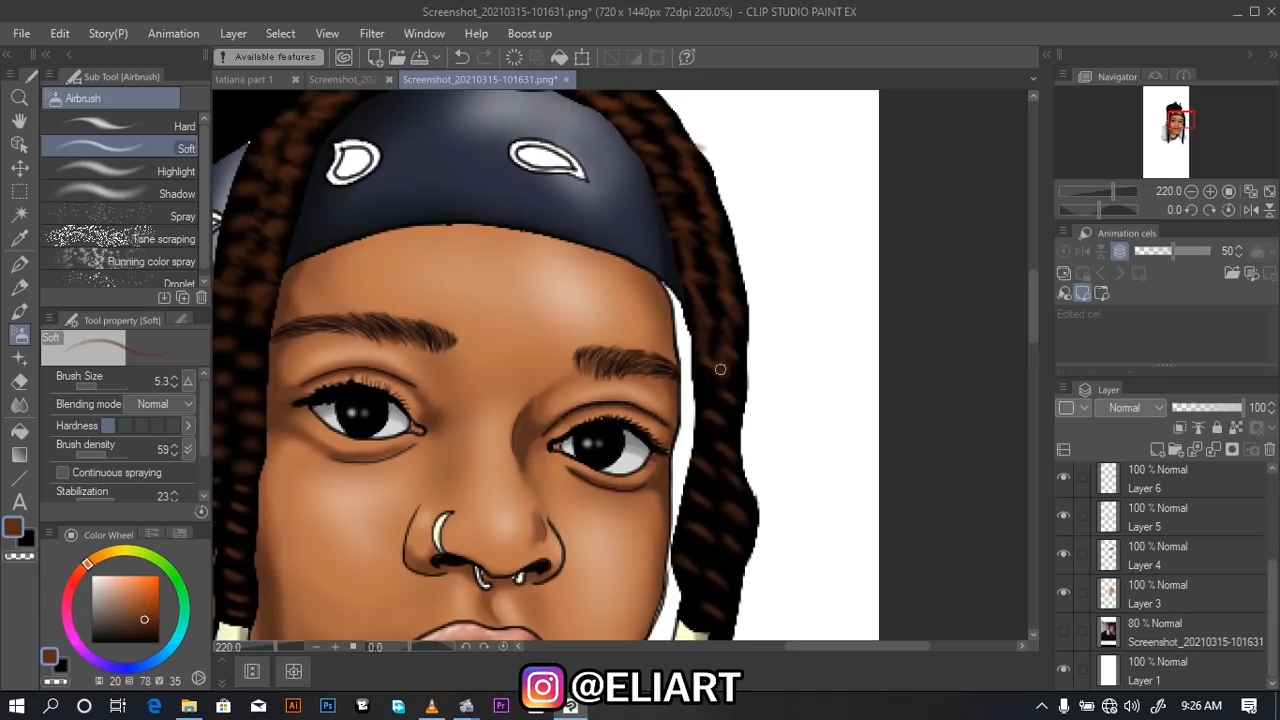 Screenshot_20210315-101631.png* (720 x 1440px 72dpi 220.0%) - CLIP STUDIO PAINT EX
File Edit Story(P) Animation Layer Select View Filter Window Help Boost up
Available features
Sub Tool [Airbrush]
tatiana part 1
Screenshot_202
Screenshot_20210315-101631.png*
Navigator
Airbrush
Hard
Soft
Highlight
Shadow
Spray
Tone scraping
Running color spray
Droplet
220.0
0.0
Animation cels
50
Edited cel
Tool property [Soft]
Soft
Brush Size 5.3
Blending mode Normal
Hardness
Brush density 59
Continuous spraying
Stabilization 23
Layer
Normal 100
100 % Normal
Layer 6
100 % Normal
Layer 5
100 % Normal
Layer 4
100 % Normal
Layer 3
80 % Normal
Screenshot_20210315-101631
100 % Normal
Layer 1
Color Wheel
H 20 S 78 V 35
220.0
0.0
@ELIART
Ai
Ps
Pr
9:26 AM